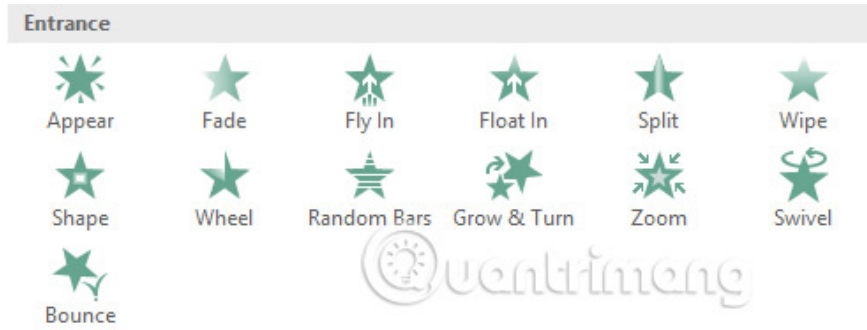 Entrance
Appear Fade Fly In Float In Split Wipe
Shape Wheel Random Bars Grow & Turn Zoom Swivel
Quantrimang
Bounce